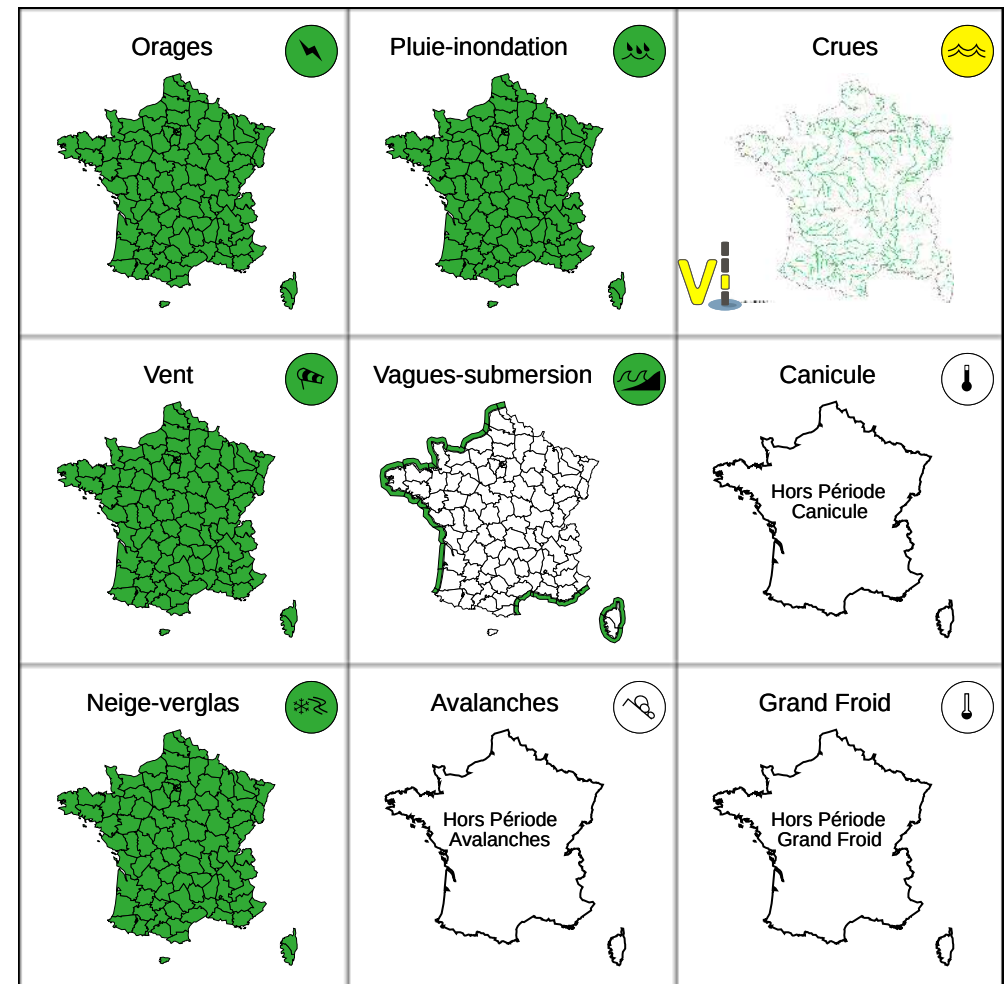 Orages
Pluie-inondation
Crues
Vi
Vent
Vagues-submersion
Canicule
Hors Période
Canicule
Neige-verglas
Avalanches
Hors Période
Avalanches
Grand Froid
Hors Période
Grand Froid